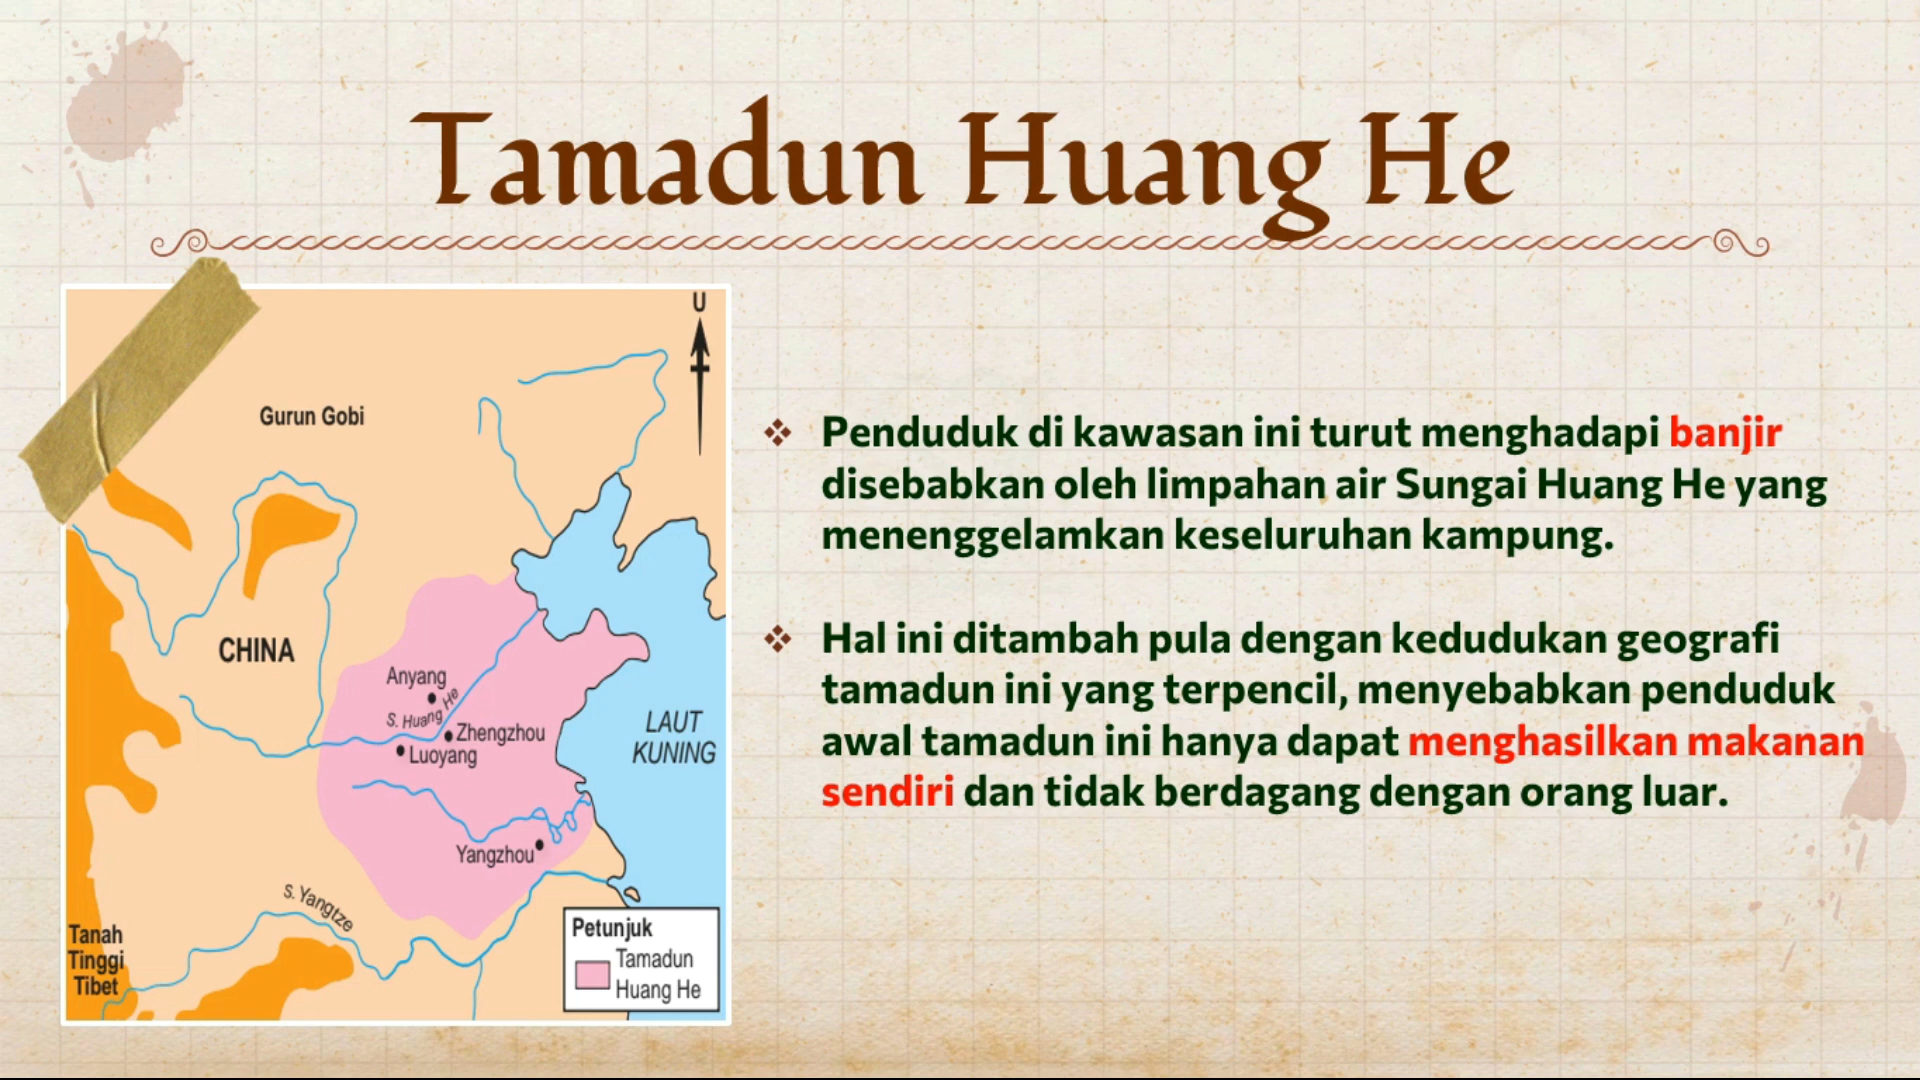 Tamadun Huang He
U
Gurun Gobi
CHINA
Anyang
S. Huang He
Zhengzhou
Luoyang
LAUT
KUNING
Yangzhou
S. Yangtze
Tanah
Tinggi
Tibet
Petunjuk
Tamadun
Huang He
Penduduk di kawasan ini turut menghadapi banjir
disebabkan oleh limpahan air Sungai Huang He yang
menenggelamkan keseluruhan kampung.
Hal ini ditambah pula dengan kedudukan geografi
tamadun ini yang terpencil, menyebabkan penduduk
awal tamadun ini hanya dapat menghasilkan makanan
sendiri dan tidak berdagang dengan orang luar.